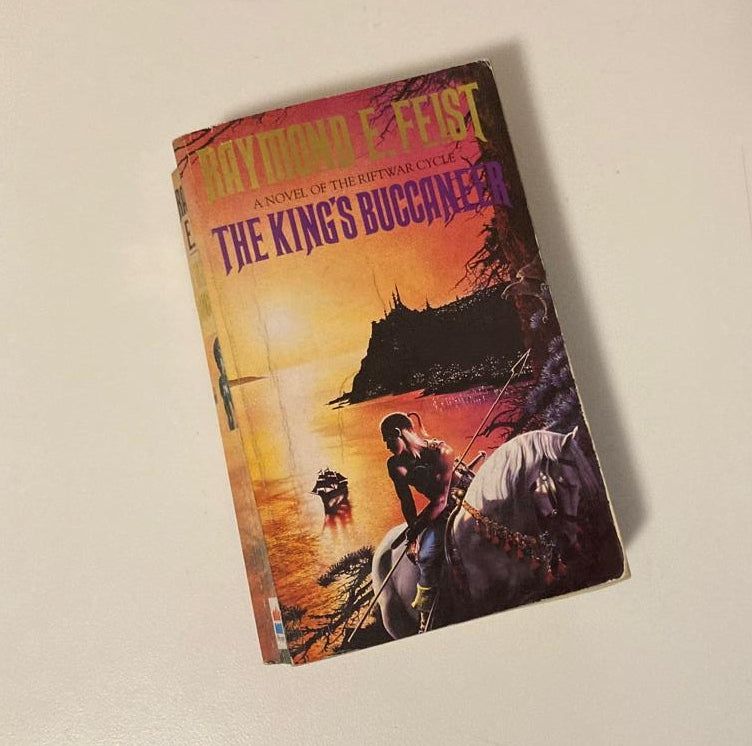 RAYMOND E. FEIST
A NOVEL OF THE RIFTWAR CYCLE
THE KING'S BUCCANEER